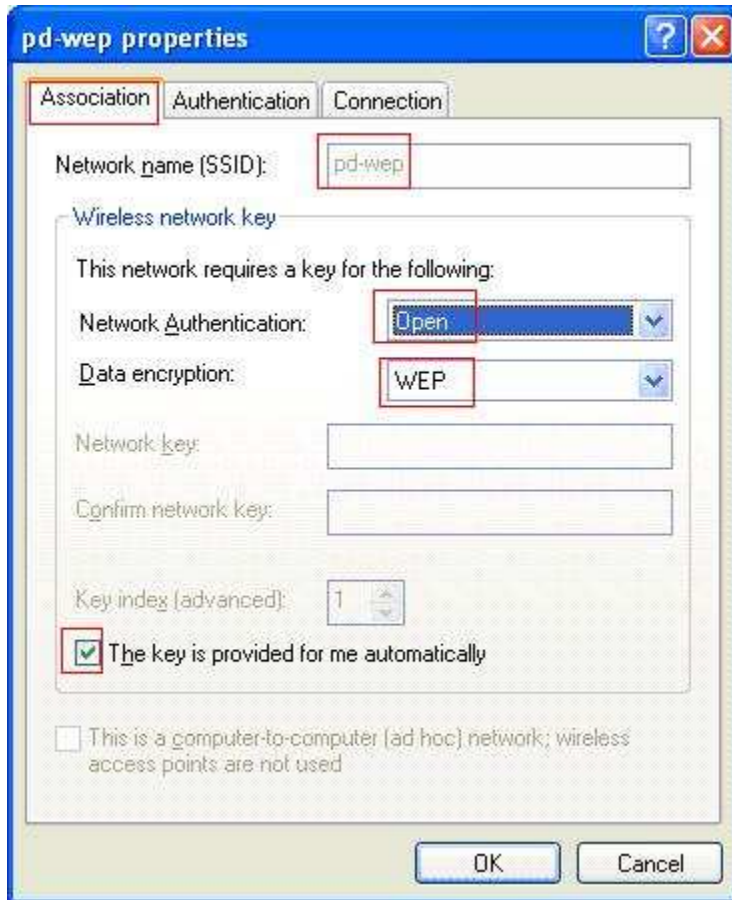 pd-wep properties
Association Authentication Connection
Network name (SSID): pd-wep
Wireless network key
This network requires a key for the following:
Network Authentication: Open
Data encryption: WEP
Network key:
Confirm network key:
Key index (advanced): 1
The key is provided for me automatically
This is a computer-to-computer (ad hoc) network; wireless
access points are not used
OK Cancel